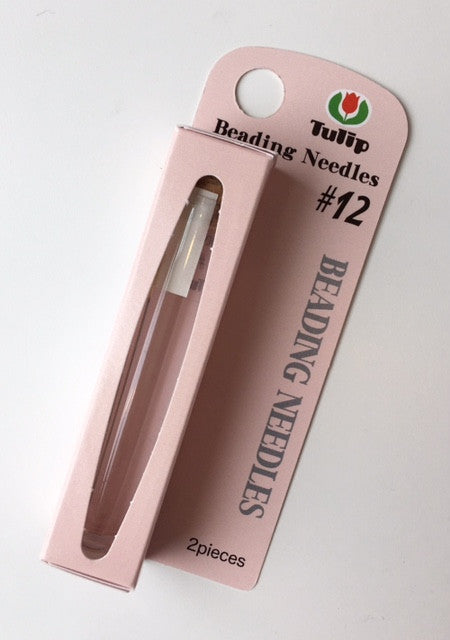 Tulip
Beading Needles
#12
BEADING NEEDLES
2pieces